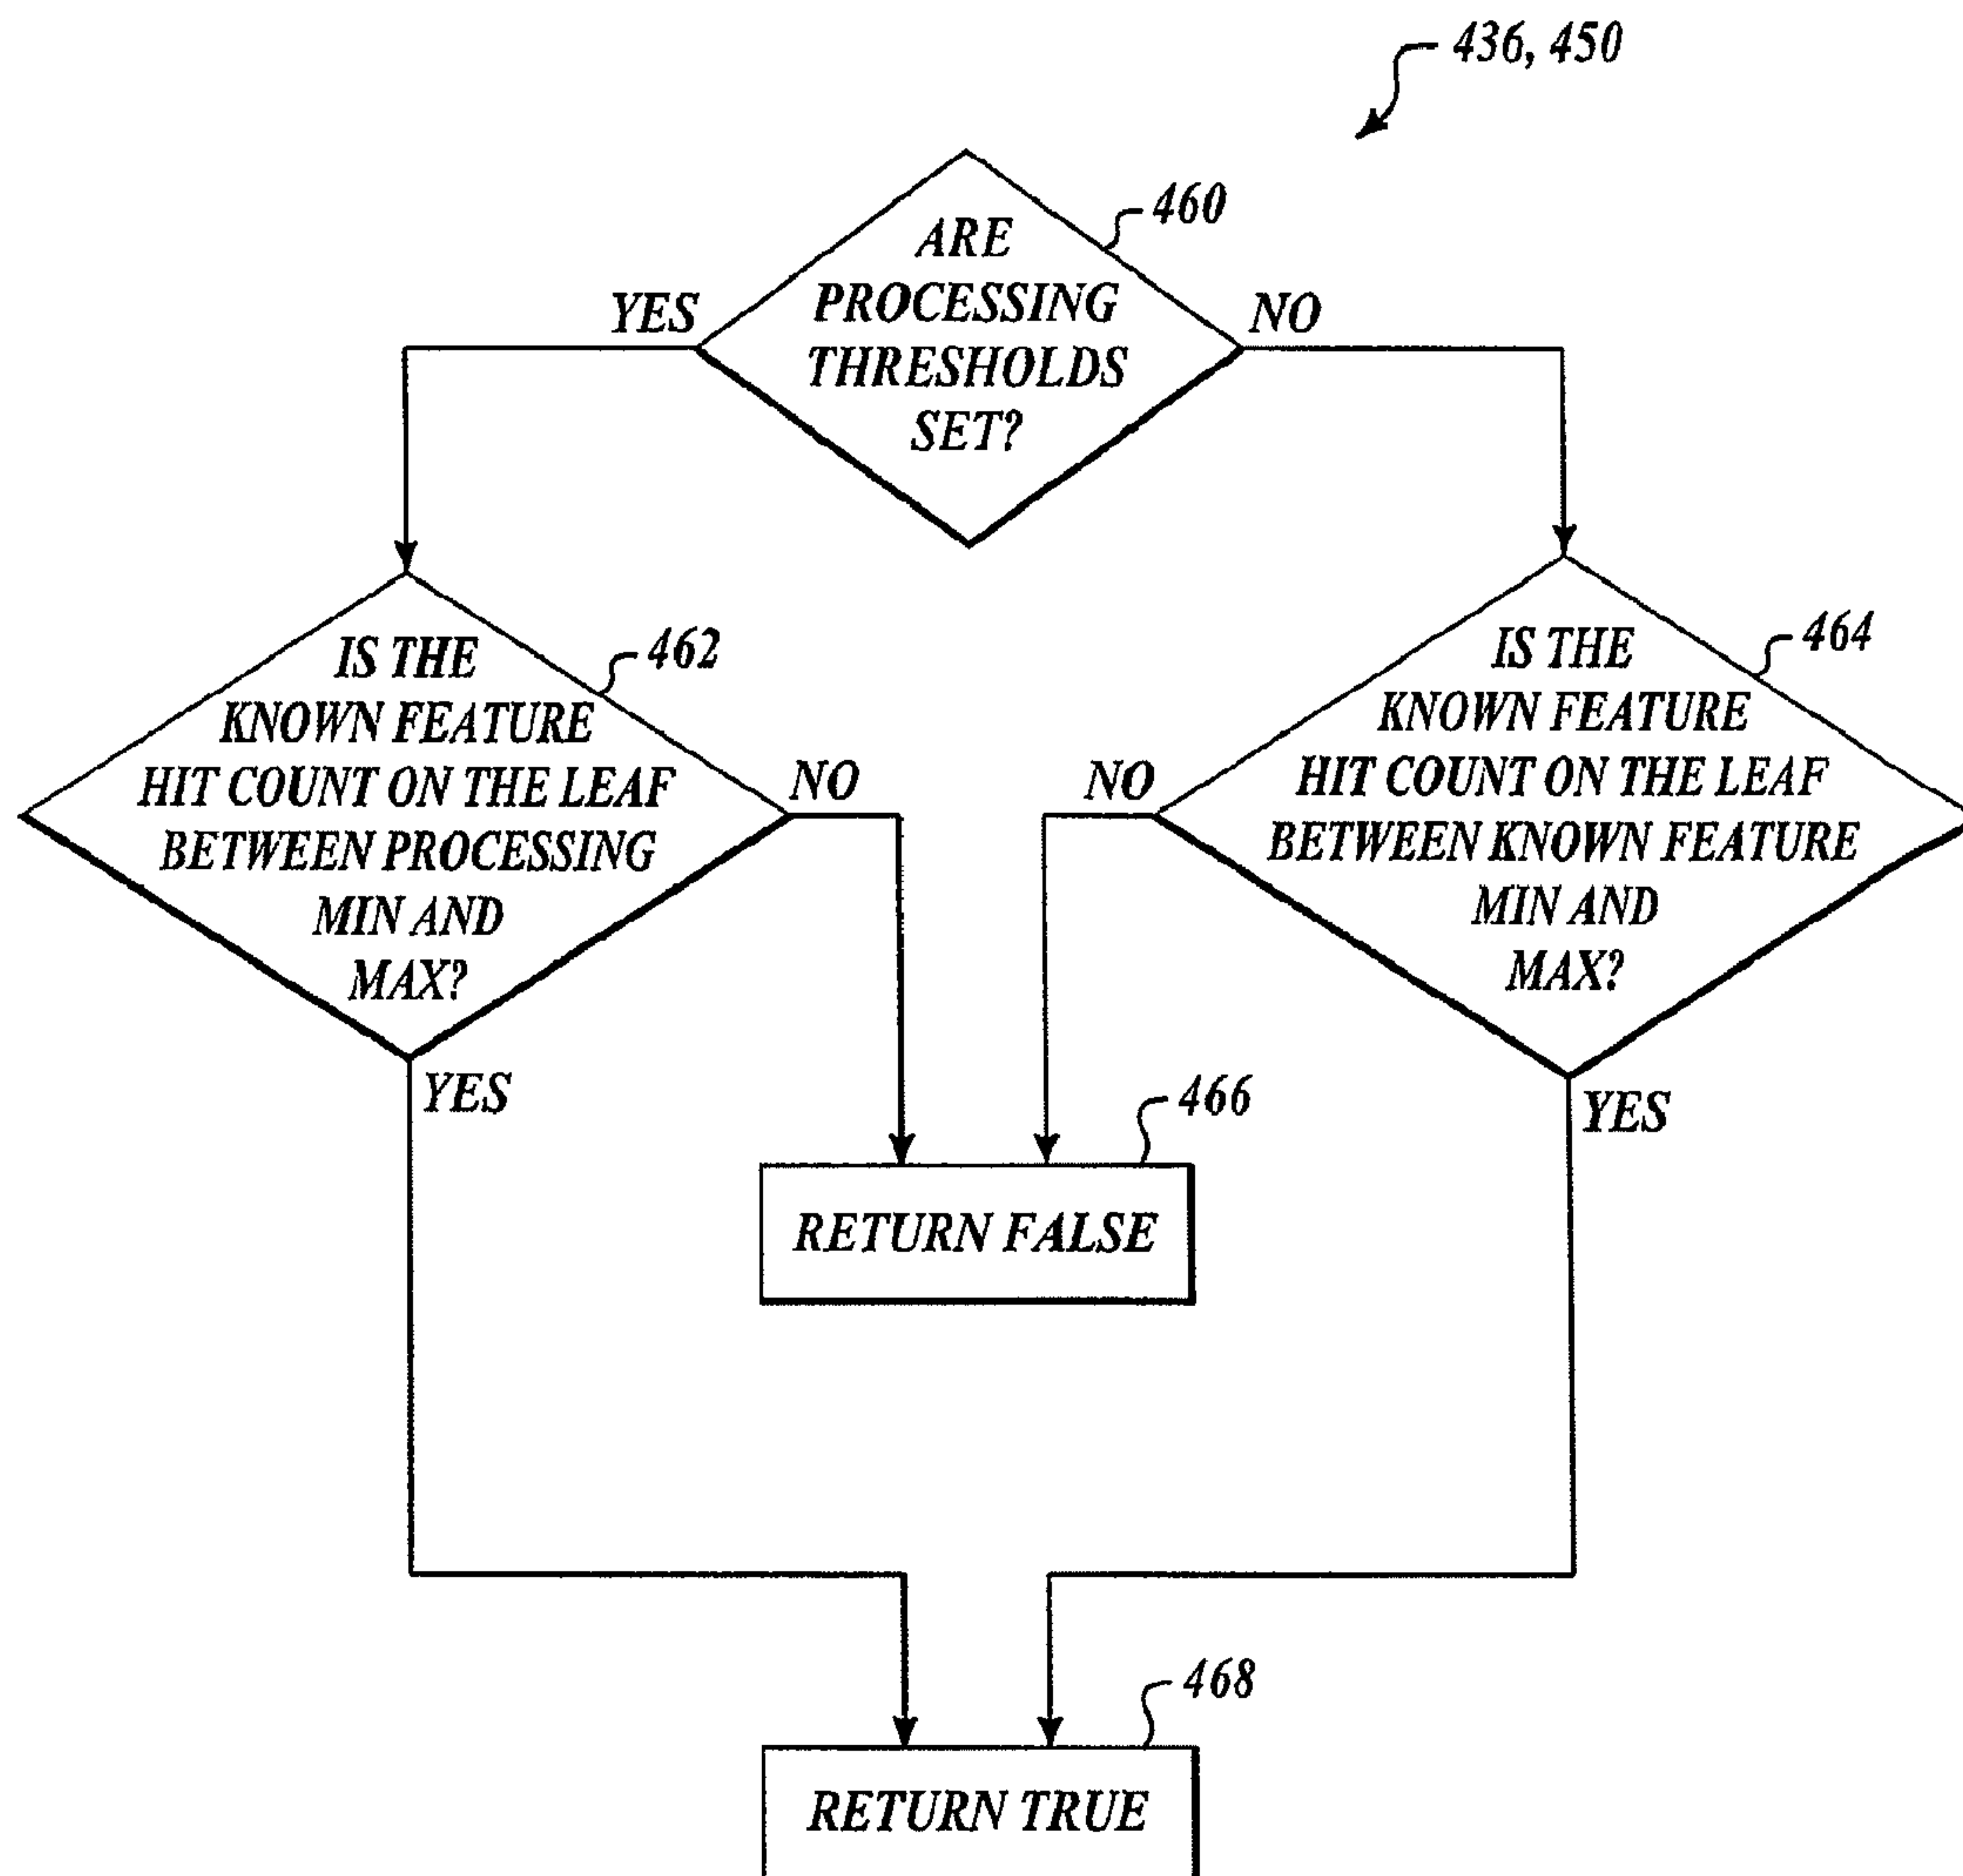 436, 450
460
ARE
PROCESSING
THRESHOLDS
SET?
YES
NO
462
IS THE
KNOWN FEATURE
HIT COUNT ON THE LEAF
BETWEEN PROCESSING
MIN AND
MAX?
NO
YES
464
IS THE
KNOWN FEATURE
HIT COUNT ON THE LEAF
BETWEEN KNOWN FEATURE
MIN AND
MAX?
NO
YES
466
RETURN FALSE
468
RETURN TRUE